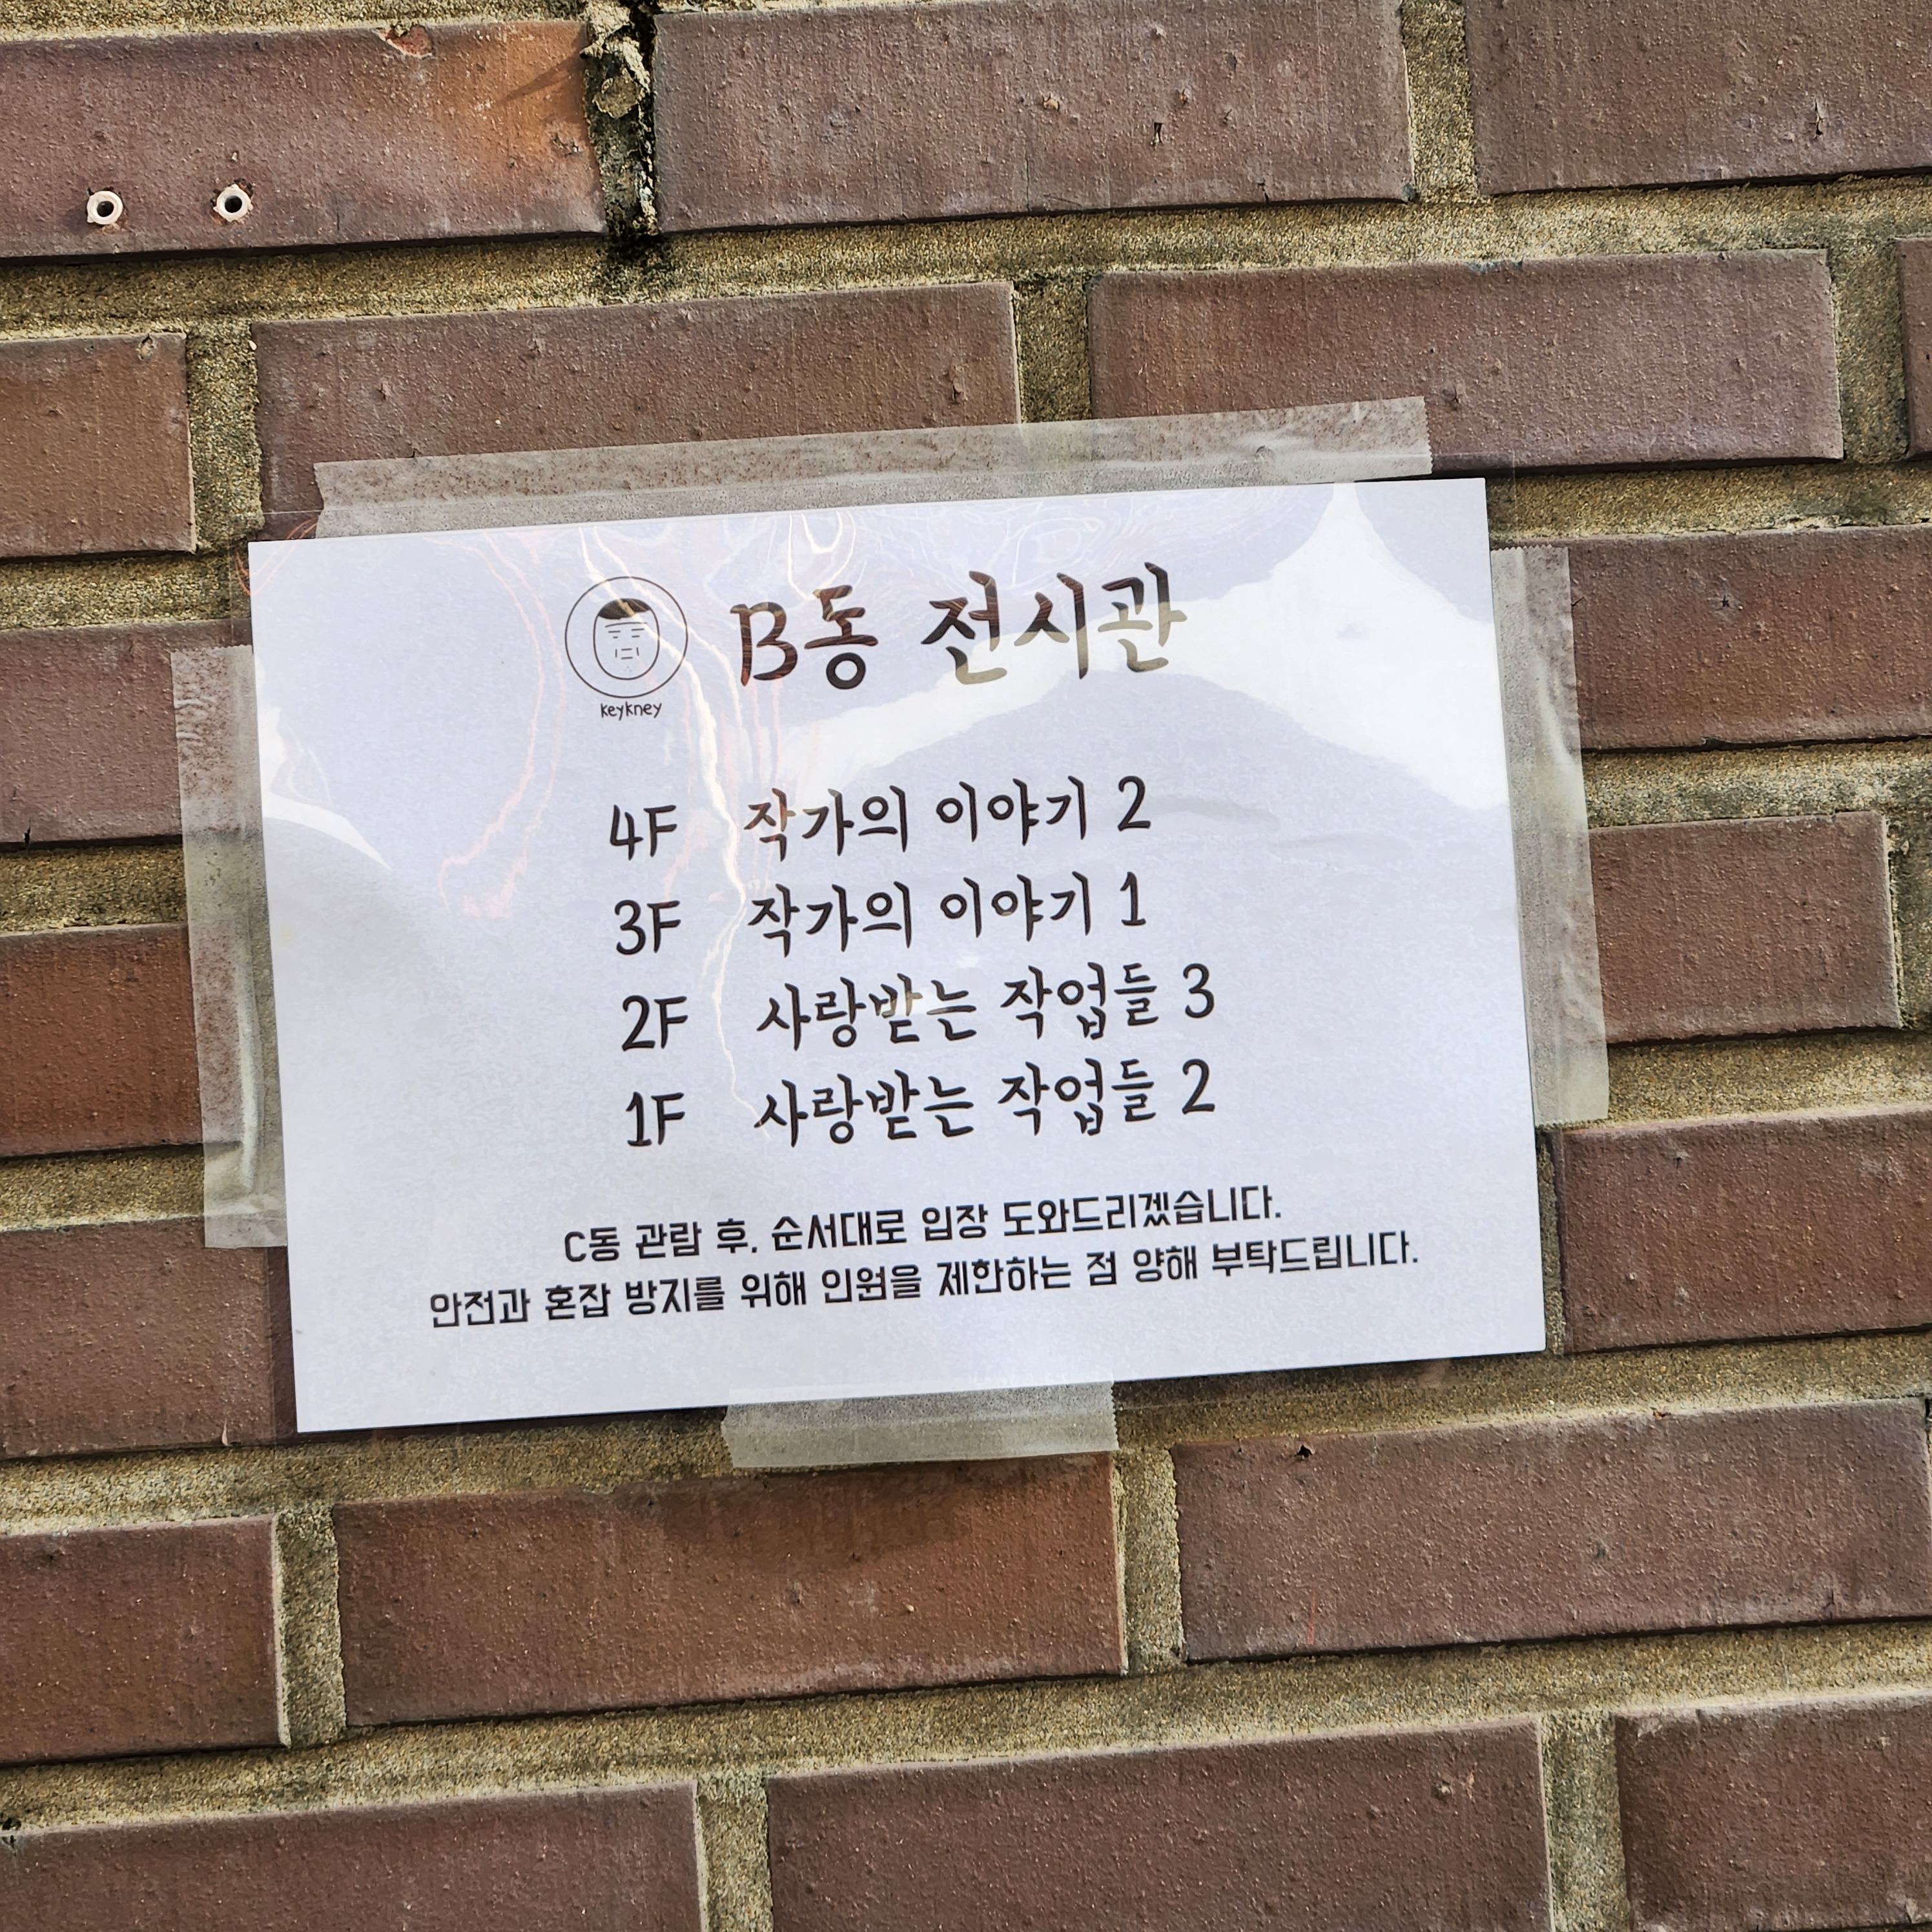 B동 전시관
keykney
4F 작가의 이야기 2
3F 작가의 이야기 1
2F 사랑받는 작업들 3
1F 사랑받는 작업들 2
C동 관람 후, 순서대로 입장 도와드리겠습니다.
안전과 혼잡 방지를 위해 인원을 제한하는 점 양해 부탁드립니다.